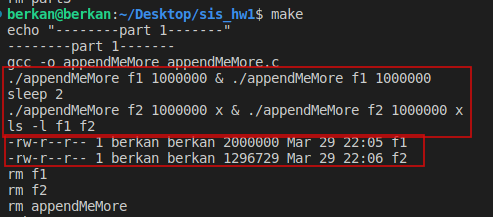 rm parts
berkan@berkan:~/Desktop/sis_hw1$ make
echo "--------part 1-------"
--------part 1-------
gcc -o appendMeMore appendMeMore.c
./appendMeMore f1 1000000 & ./appendMeMore f1 1000000
sleep 2
./appendMeMore f2 1000000 x & ./appendMeMore f2 1000000 x
ls -l f1 f2
-rw-r--r-- 1 berkan berkan 2000000 Mar 29 22:05 f1
-rw-r--r-- 1 berkan berkan 1296729 Mar 29 22:06 f2
rm f1
rm f2
rm appendMeMore